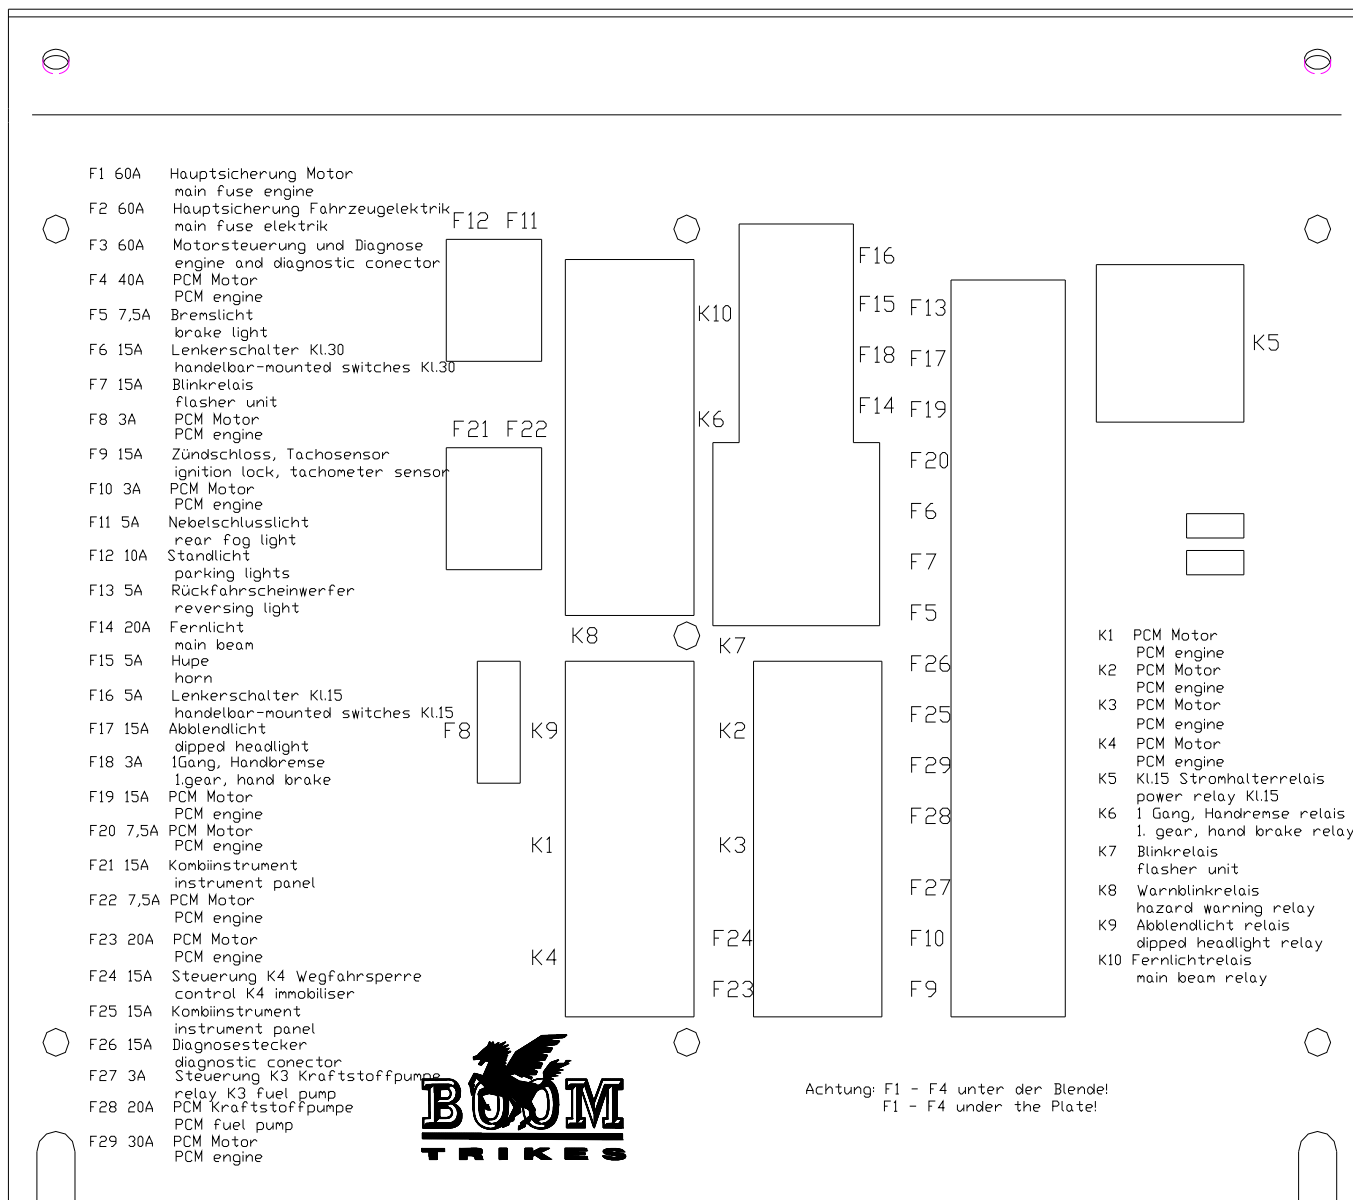 F1 60A Hauptsicherung Motor
main fuse engine
F2 60A Hauptsicherung Fahrzeugelektrik
main fuse elektrik
F3 60A Motorsteuerung und Diagnose
engine and diagnostic conector
F4 40A PCM Motor
PCM engine
F5 7,5A Bremslicht
brake light
F6 15A Lenkerschalter Kl.30
handelbar-mounted switches Kl.30
F7 15A Blinkrelais
flasher unit
F8 3A PCM Motor
PCM engine
F9 15A Zündschloss, Tachosensor
ignition lock, tachometer sensor
F10 3A PCM Motor
PCM engine
F11 5A Nebelschlusslicht
rear fog light
F12 10A Standlicht
parking lights
F13 5A Rückfahrscheinwerfer
reversing light
F14 20A Fernlicht
main beam
F15 5A Hupe
horn
F16 5A Lenkerschalter Kl.15
handelbar-mounted switches Kl.15
F17 15A Abblendlicht
dipped headlight
F18 3A 1Gang, Handbremse
1.gear, hand brake
F19 15A PCM Motor
PCM engine
F20 7,5A PCM Motor
PCM engine
F21 15A Kombiinstrument
instrument panel
F22 7,5A PCM Motor
PCM engine
F23 20A PCM Motor
PCM engine
F24 15A Steuerung K4 Wegfahrsperre
control K4 immobiliser
F25 15A Kombiinstrument
instrument panel
F26 15A Diagnosestecker
diagnostic conector
F27 3A Steuerung K3 Kraftstoffpumpe
relay K3 fuel pump
F28 20A PCM Kraftstoffpumpe
PCM fuel pump
F29 30A PCM Motor
PCM engine
F12 F11
F21 F22
F8
K9
K1
K4
K10
K6
K8
K7
K2
K3
F24
F23
F16
F15
F18
F14
F13
F17
F19
F20
F6
F7
F5
F26
F25
F29
F28
F27
F10
F9
K5
K1 PCM Motor
PCM engine
K2 PCM Motor
PCM engine
K3 PCM Motor
PCM engine
K4 PCM Motor
PCM engine
K5 Kl.15 Stromhalterrelais
power relay Kl.15
K6 1 Gang, Handremse relais
1. gear, hand brake relay
K7 Blinkrelais
flasher unit
K8 Warnblinkrelais
hazard warning relay
K9 Abblendlicht relais
dipped headlight relay
K10 Fernlichtrelais
main beam relay
Achtung: F1 - F4 unter der Blende!
F1 - F4 under the Plate!
BOOM
TRIKES